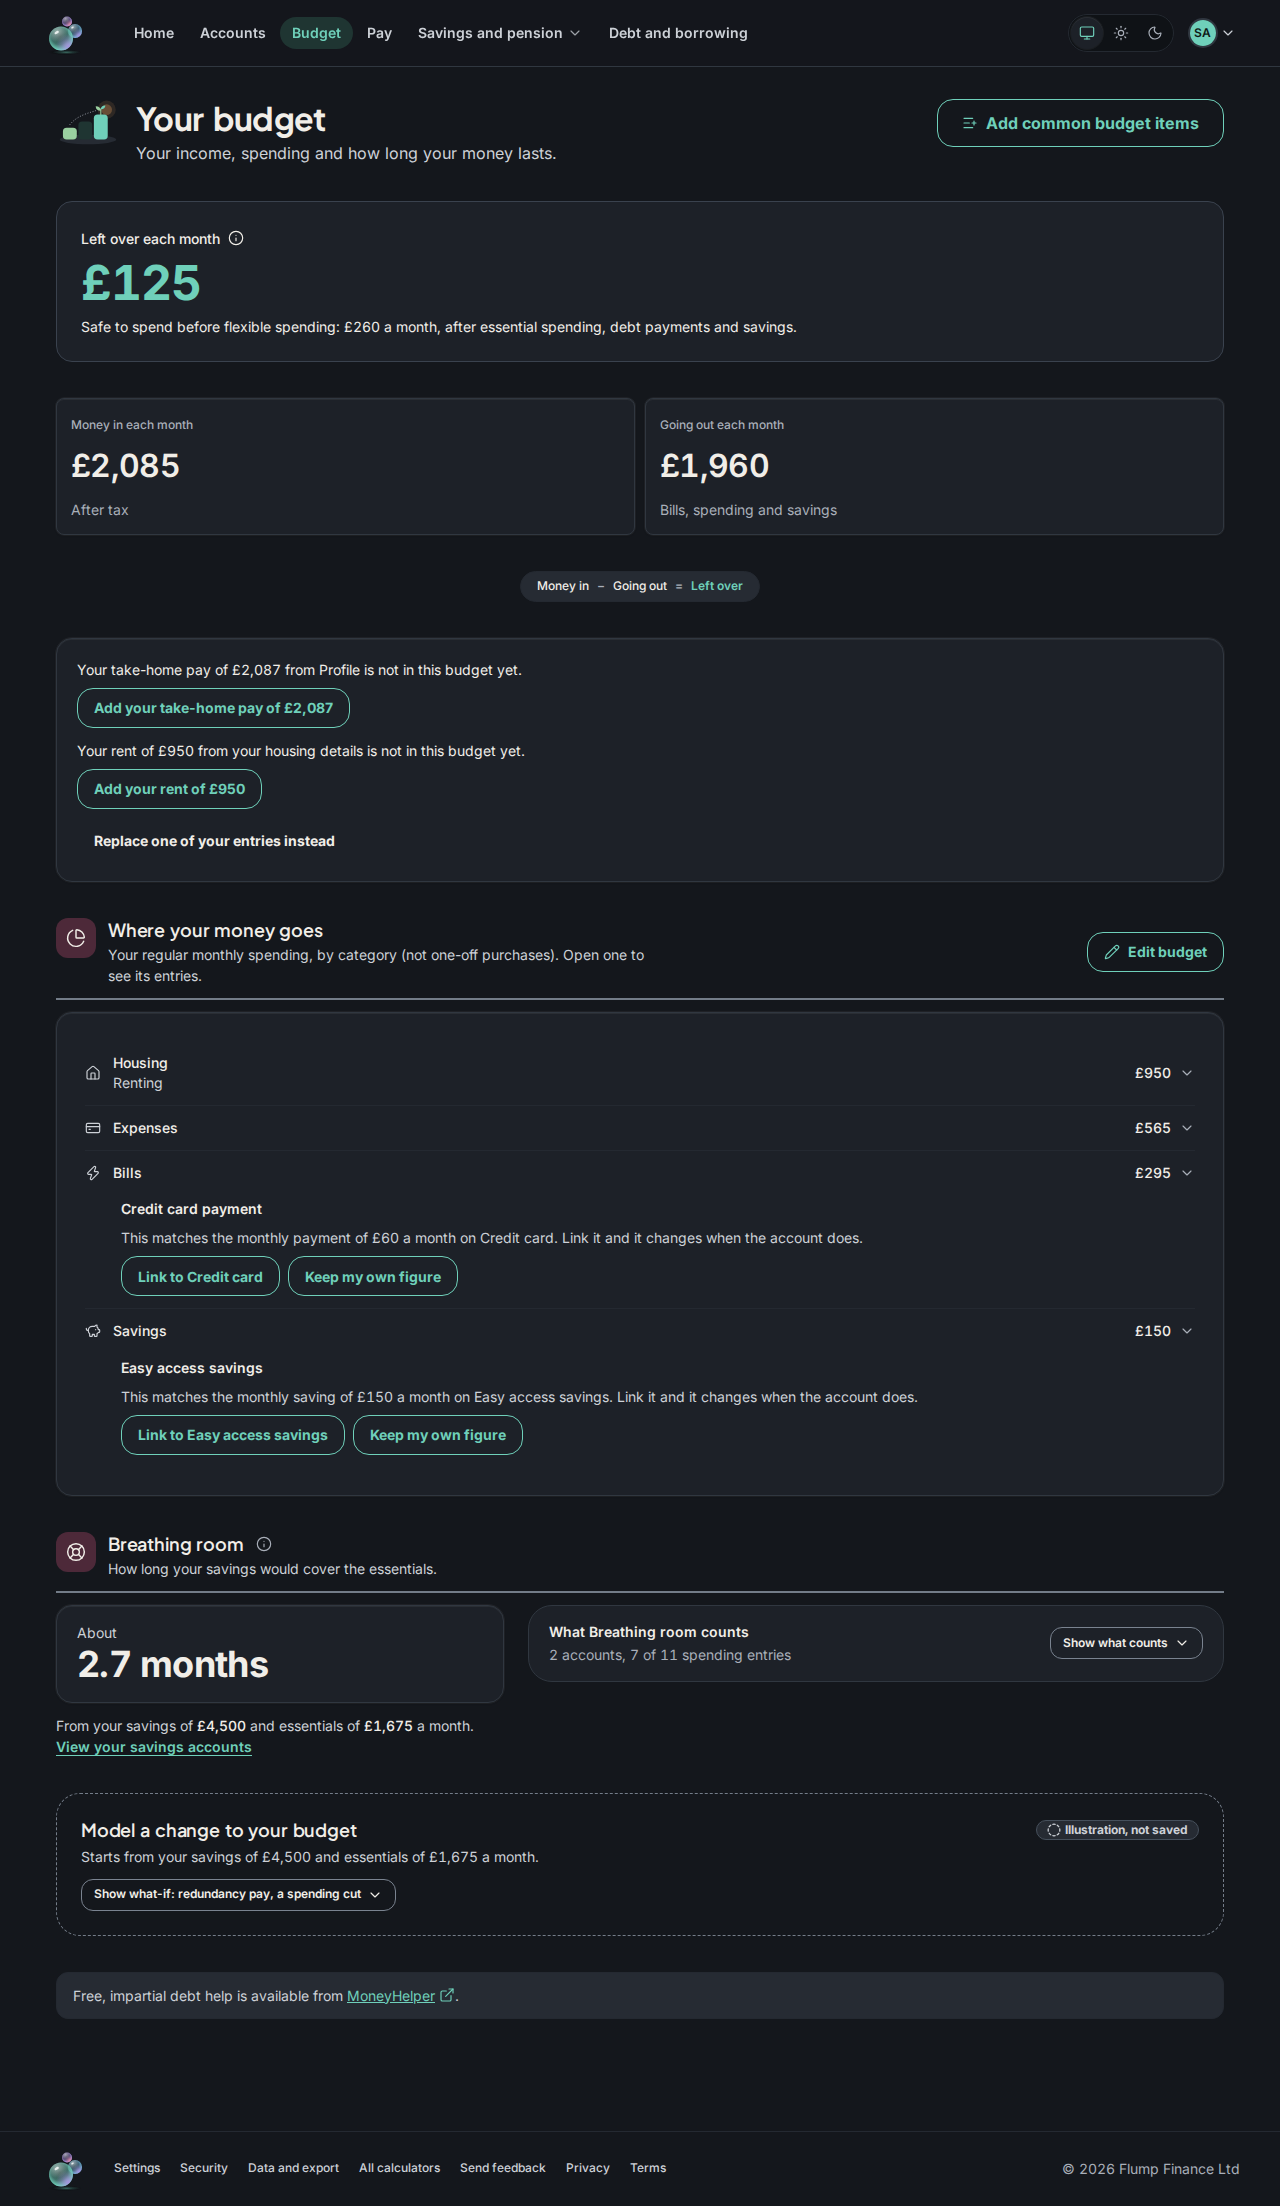 Home Accounts Budget Pay Savings and pension Debt and borrowing SA
Your budget
Your income, spending and how long your money lasts.
Add common budget items
Left over each month
£125
Safe to spend before flexible spending: £260 a month, after essential spending, debt payments and savings.
Money in each month
£2,085
After tax
Going out each month
£1,960
Bills, spending and savings
Money in − Going out = Left over
Your take-home pay of £2,087 from Profile is not in this budget yet.
Add your take-home pay of £2,087
Your rent of £950 from your housing details is not in this budget yet.
Add your rent of £950
Replace one of your entries instead
Where your money goes
Your regular monthly spending, by category (not one-off purchases). Open one to
see its entries.
Edit budget
Housing
Renting
£950
Expenses £565
Bills £295
Credit card payment
This matches the monthly payment of £60 a month on Credit card. Link it and it changes when the account does.
Link to Credit card Keep my own figure
Savings £150
Easy access savings
This matches the monthly saving of £150 a month on Easy access savings. Link it and it changes when the account does.
Link to Easy access savings Keep my own figure
Breathing room
How long your savings would cover the essentials.
About
2.7 months
What Breathing room counts
2 accounts, 7 of 11 spending entries
Show what counts
From your savings of £4,500 and essentials of £1,675 a month.
View your savings accounts
Model a change to your budget
Illustration, not saved
Starts from your savings of £4,500 and essentials of £1,675 a month.
Show what-if: redundancy pay, a spending cut
Free, impartial debt help is available from MoneyHelper.
Settings Security Data and export All calculators Send feedback Privacy Terms
© 2026 Flump Finance Ltd